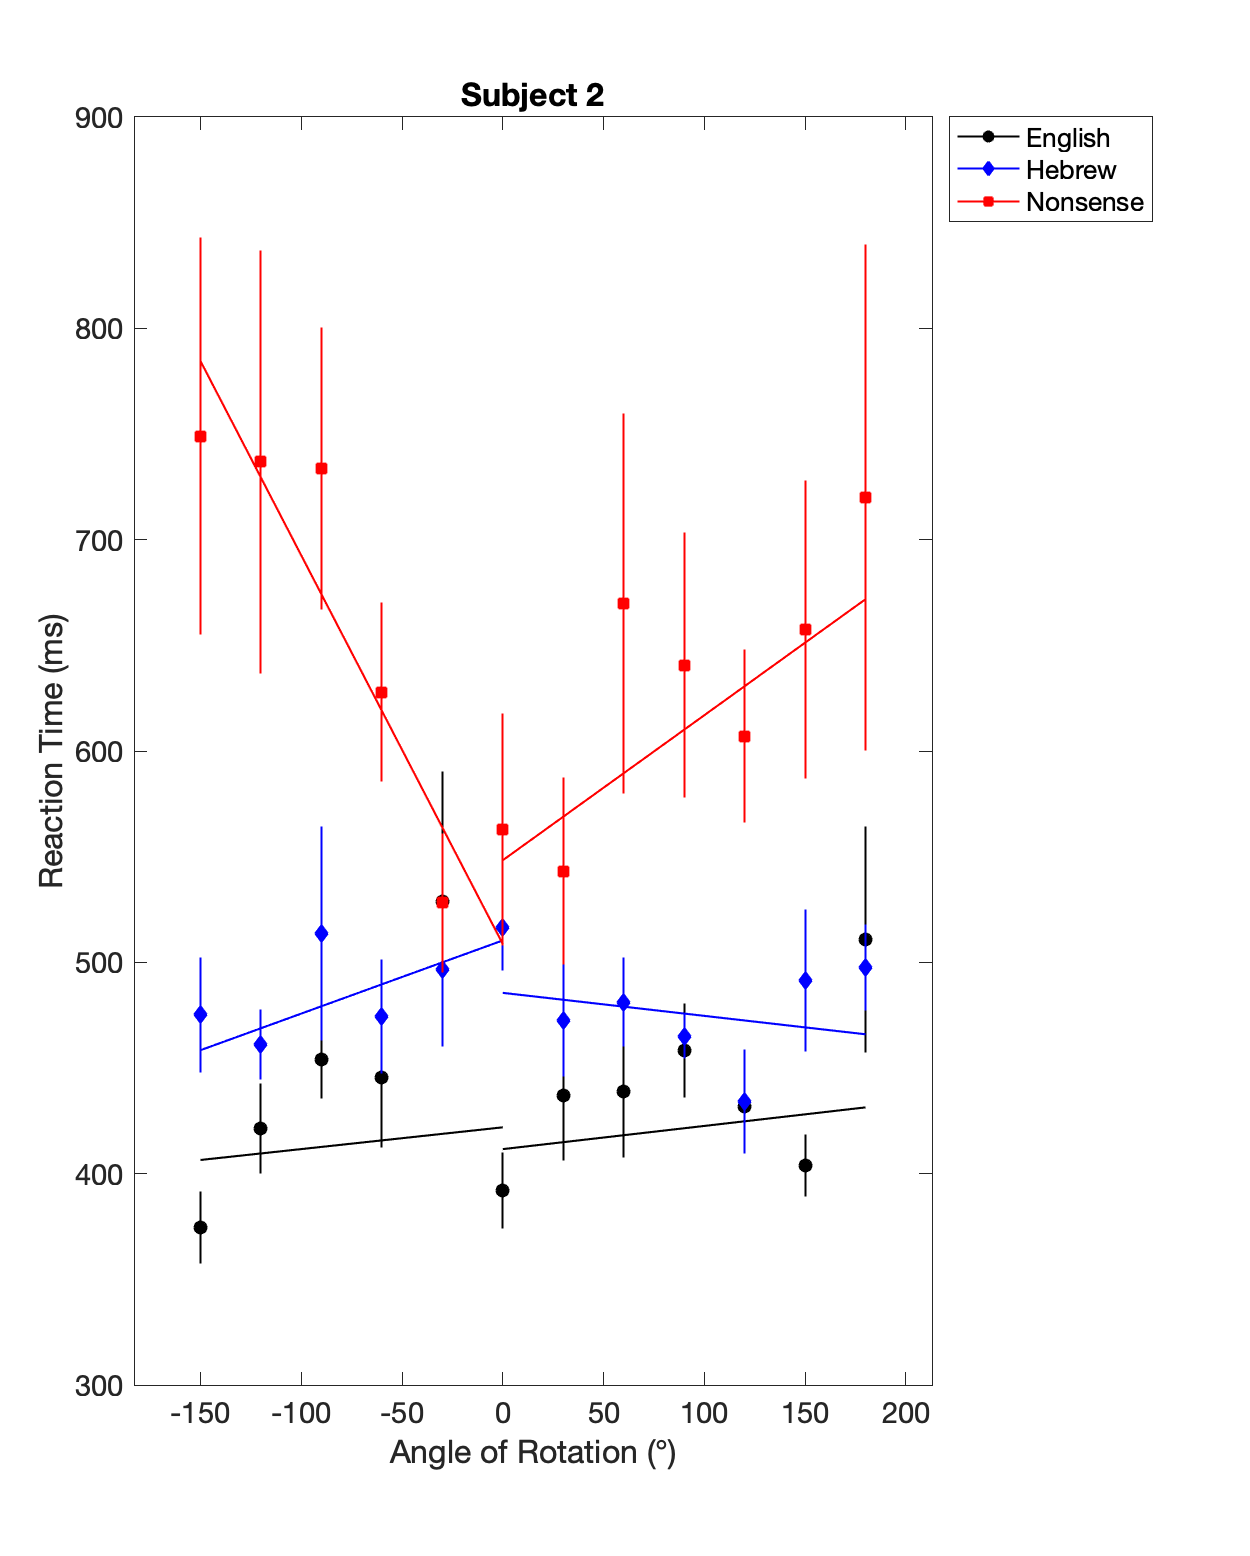 Subject 2
900
800
700
600
500
400
300
Reaction Time (ms)
-150 -100 -50 0 50 100 150 200
Angle of Rotation (°)
English
Hebrew
Nonsense